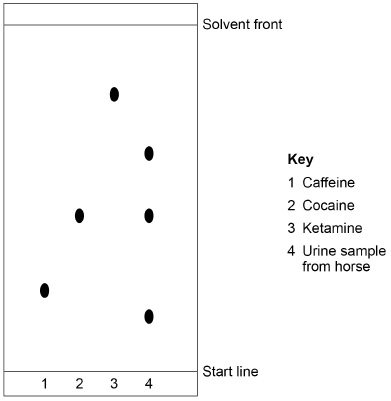 Solvent front
Key
1 Caffeine
2 Cocaine
3 Ketamine
4 Urine sample
from horse
Start line
1 2 3 4